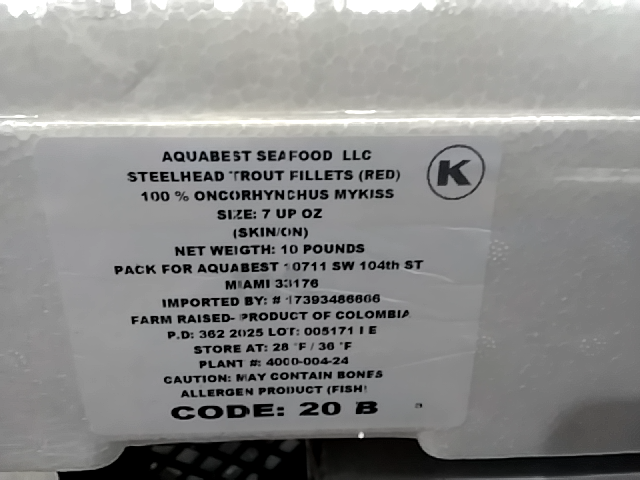 AQUABEST SEAFOOD LLC
K
STEELHEAD TROUT FILLETS (RED)
100 % ONCORHYNCHUS MYKISS
SIZE: 7 UP OZ
(SKIN/ON)
NET WEIGTH: 10 POUNDS
PACK FOR AQUABEST 10711 SW 104th ST
MIAMI 33176
IMPORTED BY: # 17393486666
FARM RAISED- PRODUCT OF COLOMBIA
P.D: 362 2025 LOT: 005171 I E
STORE AT: 28 °F / 36 °F
PLANT #: 4000-004-24
CAUTION: MAY CONTAIN BONES
ALLERGEN PRODUCT (FISH)
CODE: 20 B